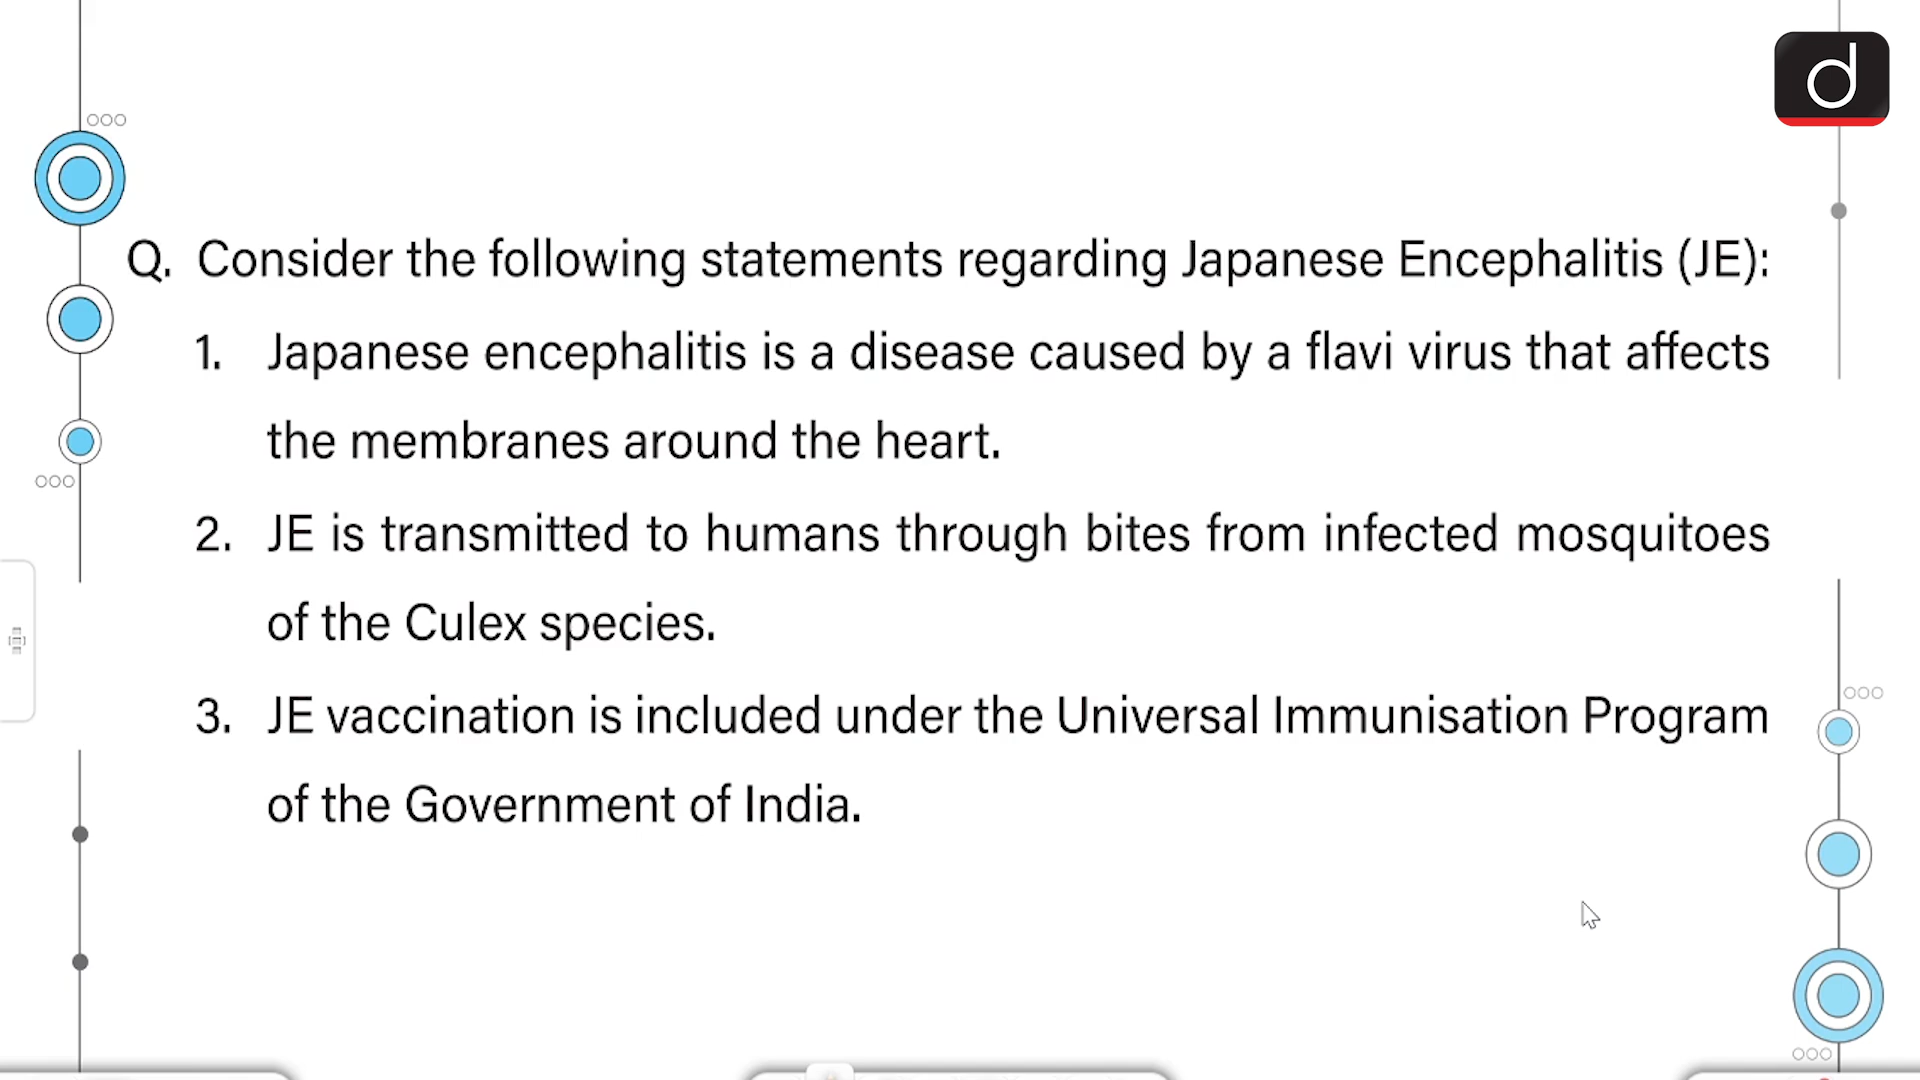 d
Q. Consider the following statements regarding Japanese Encephalitis (JE):
1. Japanese encephalitis is a disease caused by a flavi virus that affects
the membranes around the heart.
2. JE is transmitted to humans through bites from infected mosquitoes
of the Culex species.
3. JE vaccination is included under the Universal Immunisation Program
of the Government of India.